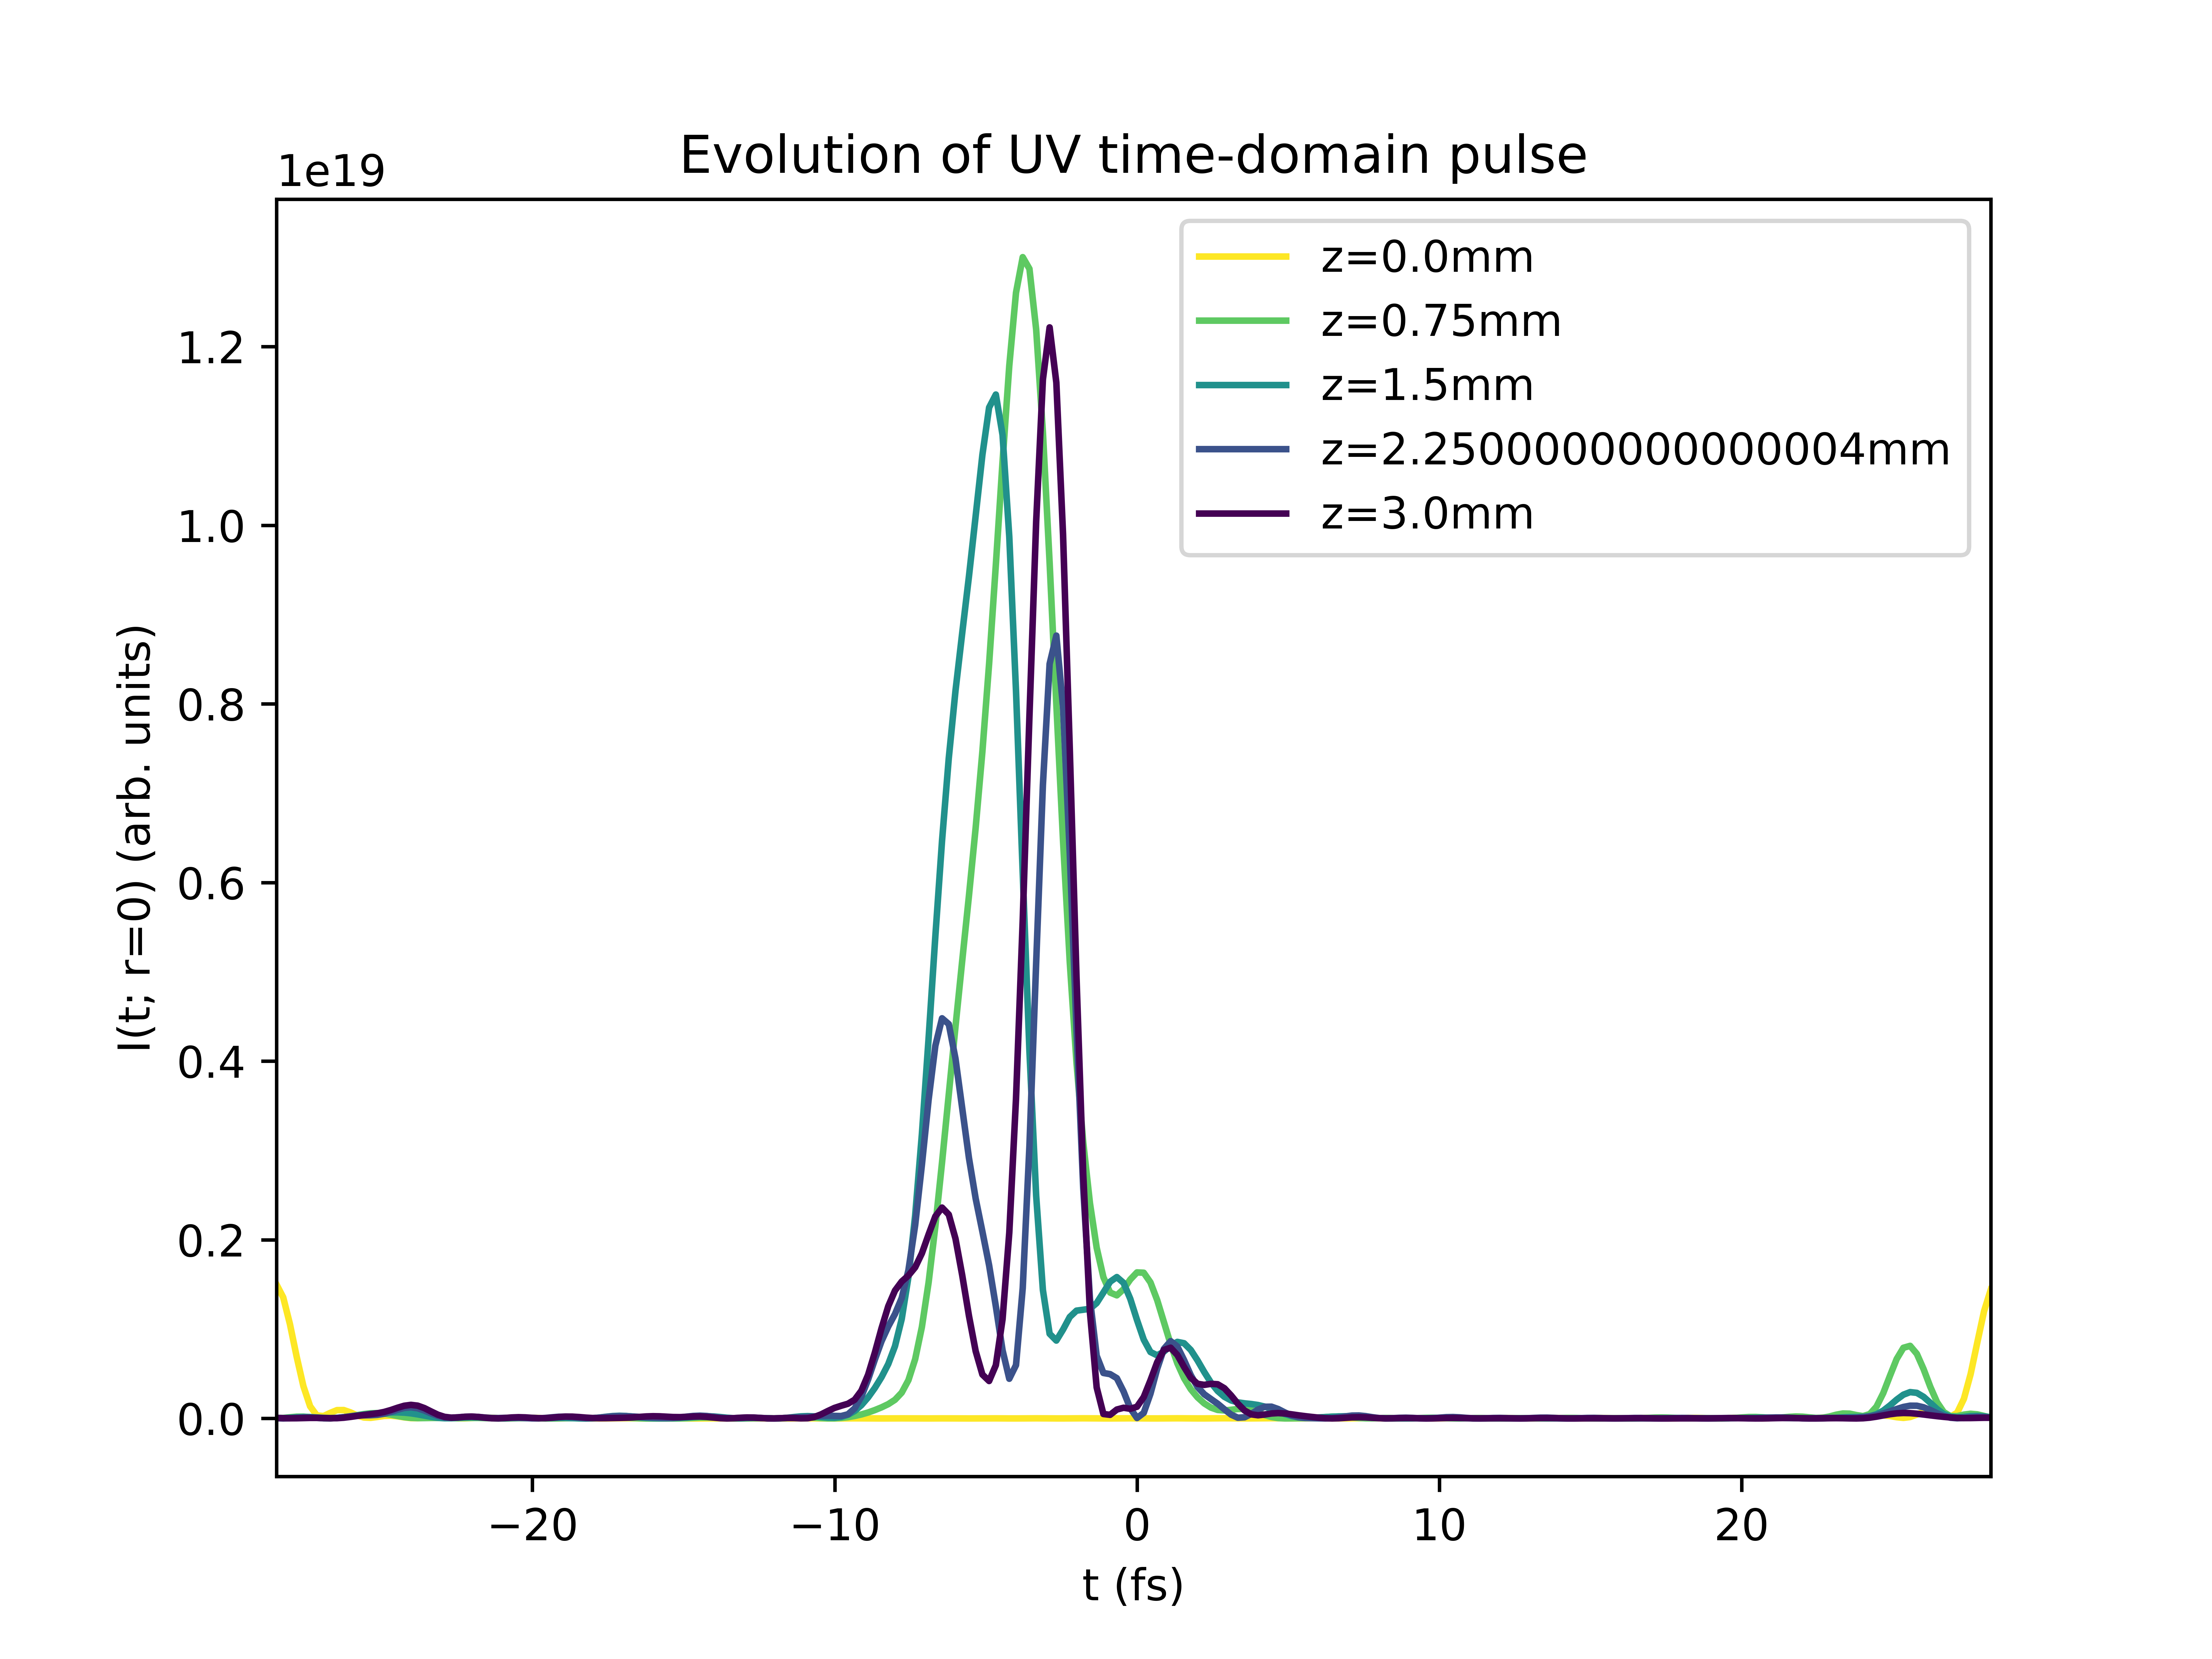 Evolution of UV time-domain pulse
1e19
z=0.0mm
z=0.75mm
z=1.5mm
z=2.2500000000000004mm
z=3.0mm
1.2
1.0
0.8
0.6
0.4
0.2
0.0
I(t; r=0) (arb. units)
−20 −10 0 10 20
t (fs)